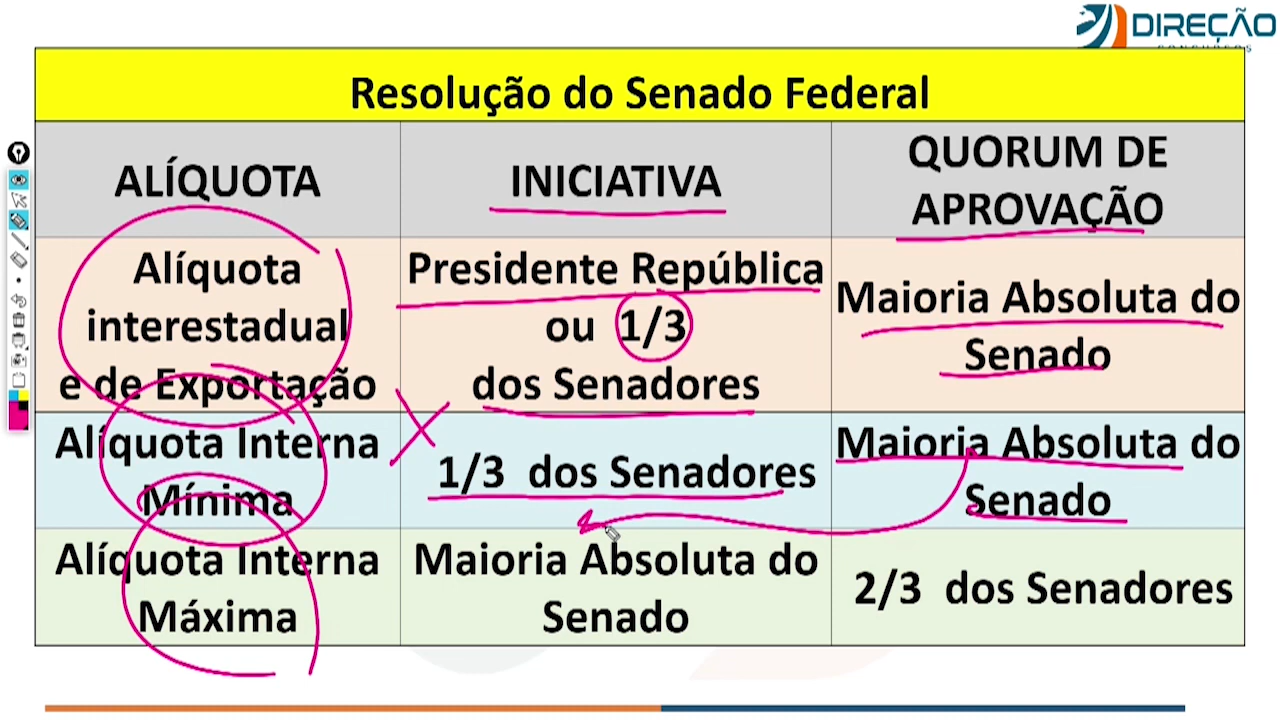 DIREÇÃO
CONCURSOS
Resolução do Senado Federal
ALÍQUOTA
INICIATIVA
QUORUM DE
APROVAÇÃO
Alíquota
interestadual
e de Exportação
Presidente República
ou 1/3
dos Senadores
Maioria Absoluta do
Senado
Alíquota Interna
Mínima
1/3 dos Senadores
Maioria Absoluta do
Senado
Alíquota Interna
Máxima
Maioria Absoluta do
Senado
2/3 dos Senadores